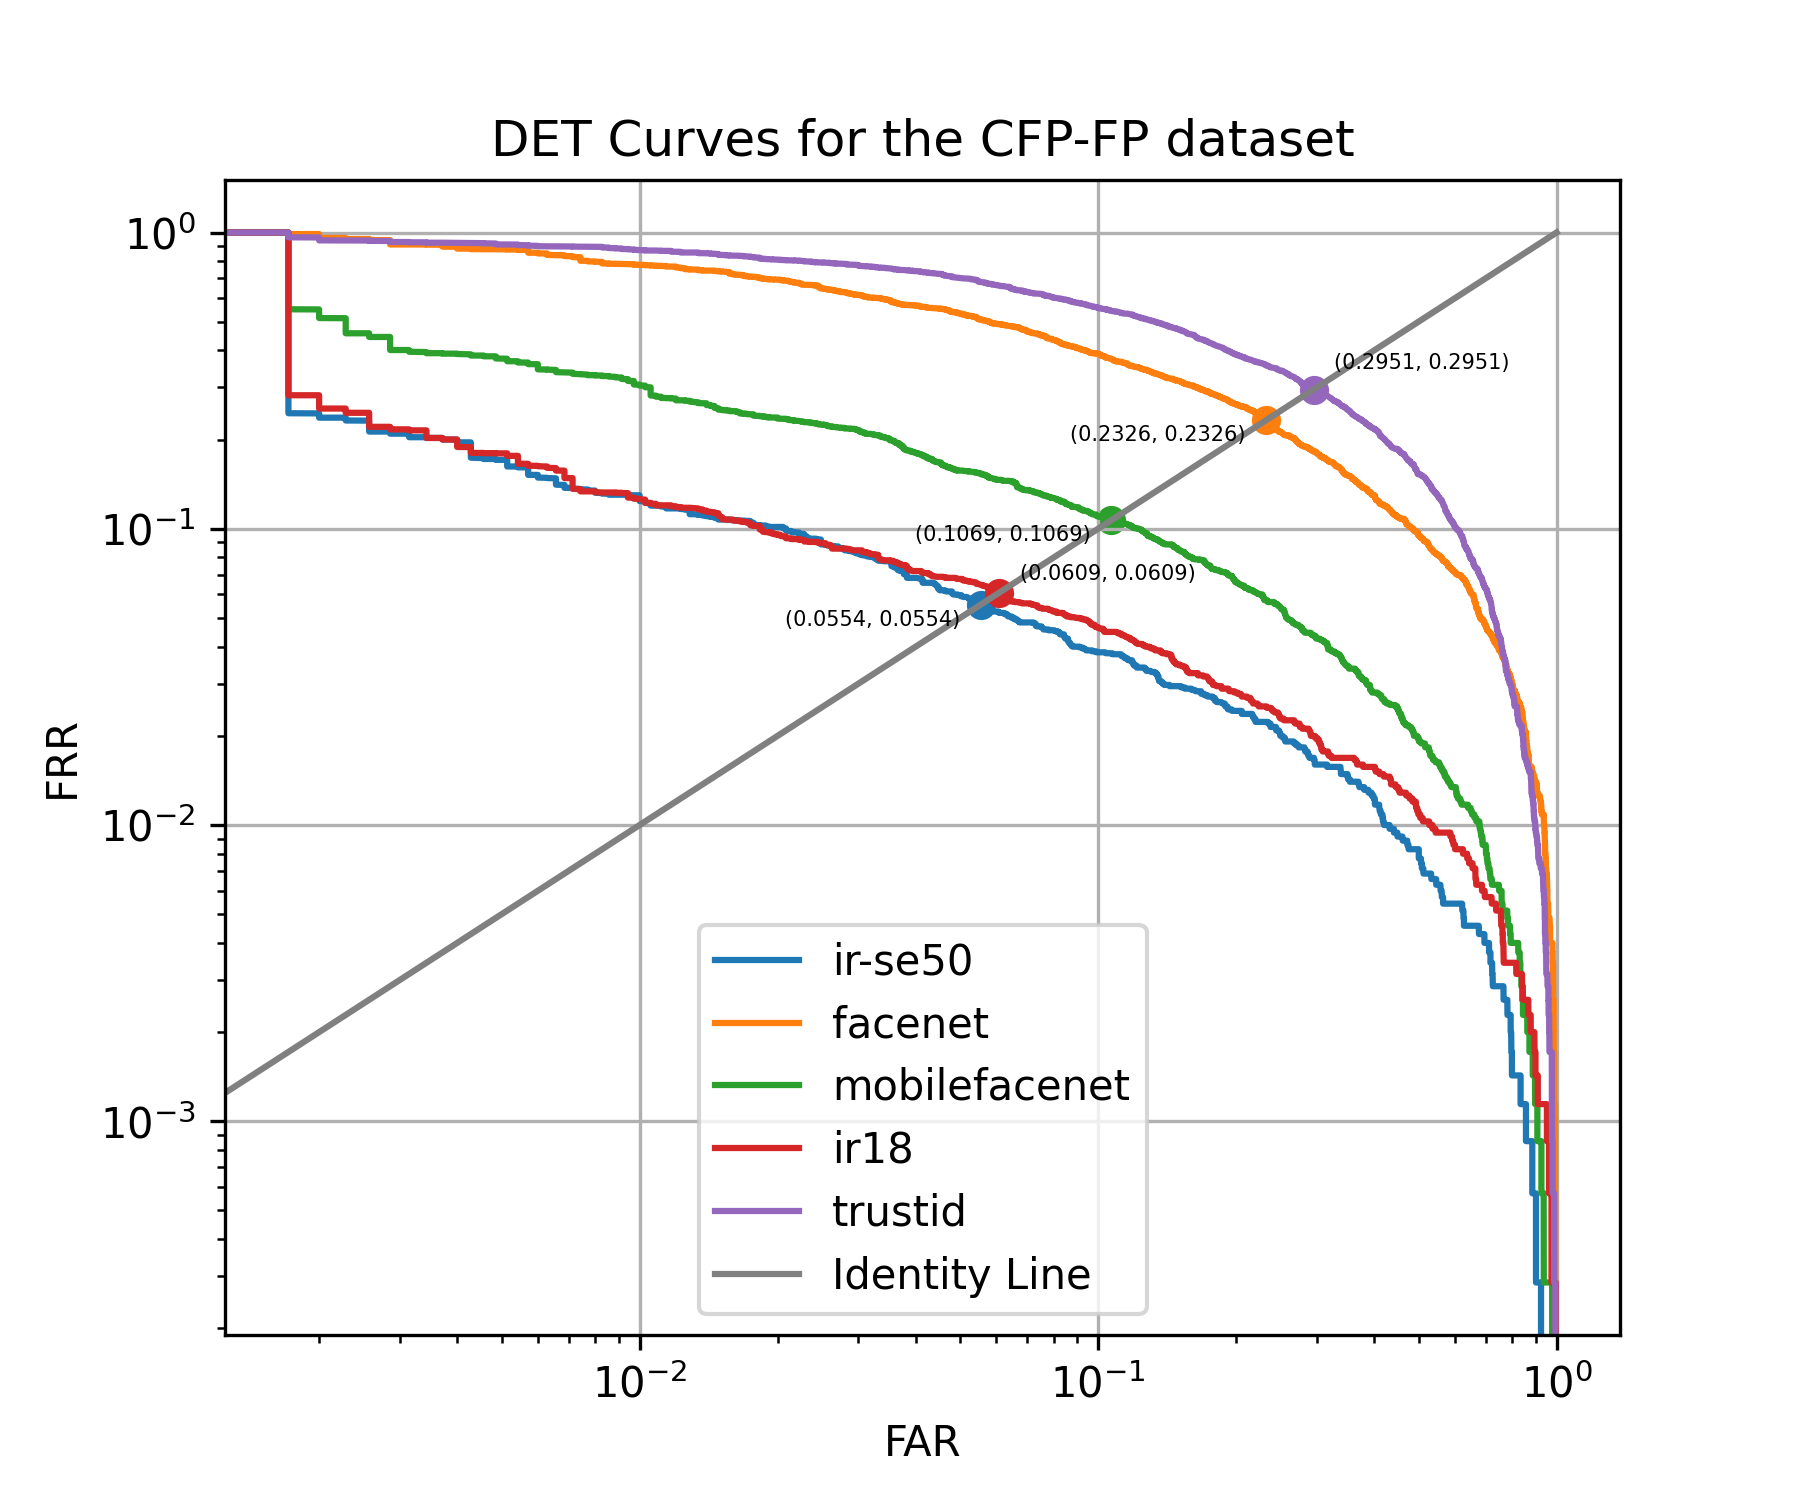 DET Curves for the CFP-FP dataset
10⁰
(0.2951, 0.2951)
(0.2326, 0.2326)
10⁻¹
(0.1069, 0.1069)
(0.0609, 0.0609)
(0.0554, 0.0554)
FRR
10⁻²
ir-se50
facenet
mobilefacenet
10⁻³
ir18
trustid
Identity Line
10⁻² 10⁻¹ 10⁰
FAR